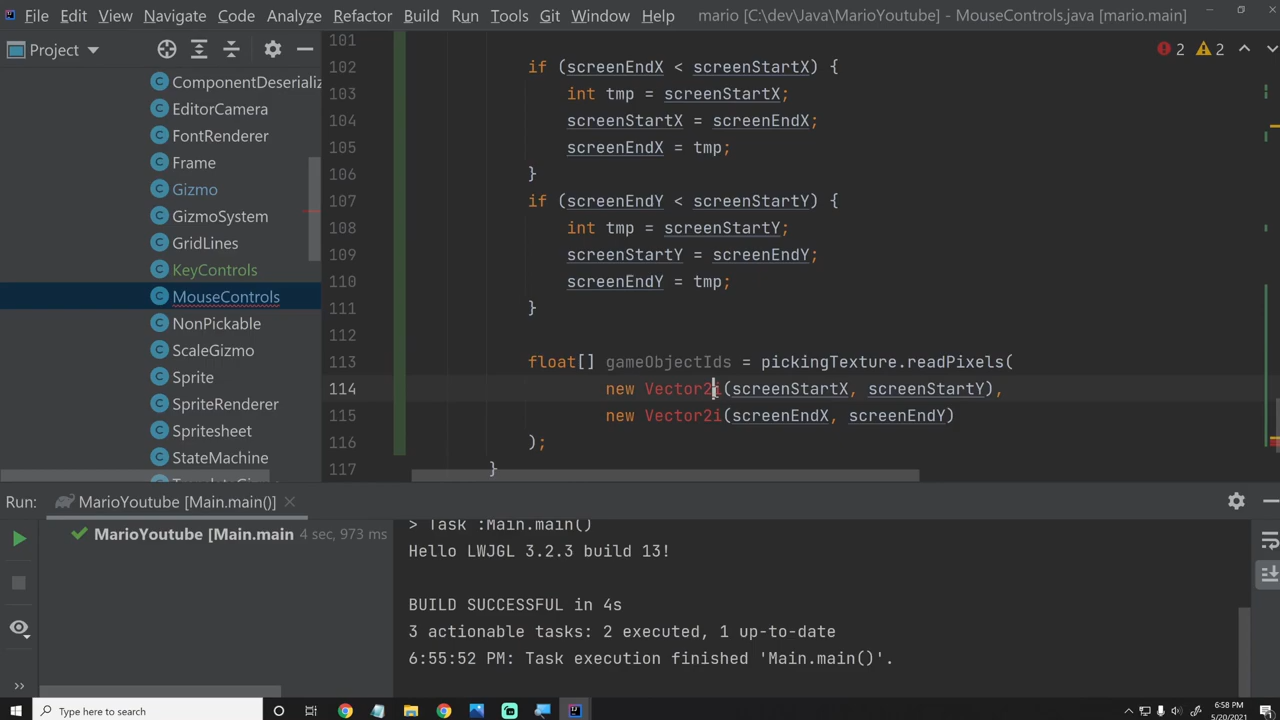 File Edit View Navigate Code Analyze Refactor Build Run Tools Git Window Help mario [C:\dev\Java\MarioYoutube] - MouseControls.java [mario.main]
Project
2 2
ComponentDeserializ
EditorCamera
FontRenderer
Frame
Gizmo
GizmoSystem
GridLines
KeyControls
MouseControls
NonPickable
ScaleGizmo
Sprite
SpriteRenderer
Spritesheet
StateMachine
101
102 if (screenEndX < screenStartX) {
103 int tmp = screenStartX;
104 screenStartX = screenEndX;
105 screenEndX = tmp;
106 }
107 if (screenEndY < screenStartY) {
108 int tmp = screenStartY;
109 screenStartY = screenEndY;
110 screenEndY = tmp;
111 }
112
113 float[] gameObjectIds = pickingTexture.readPixels(
114 new Vector2i(screenStartX, screenStartY),
115 new Vector2i(screenEndX, screenEndY)
116 );
117 }
Run: MarioYoutube [Main.main()]
MarioYoutube [Main.main 4 sec, 973 ms
> Task :Main.main()
Hello LWJGL 3.2.3 build 13!
BUILD SUCCESSFUL in 4s
3 actionable tasks: 2 executed, 1 up-to-date
6:55:52 PM: Task execution finished 'Main.main()'.
Type here to search
6:58 PM
5/20/2021